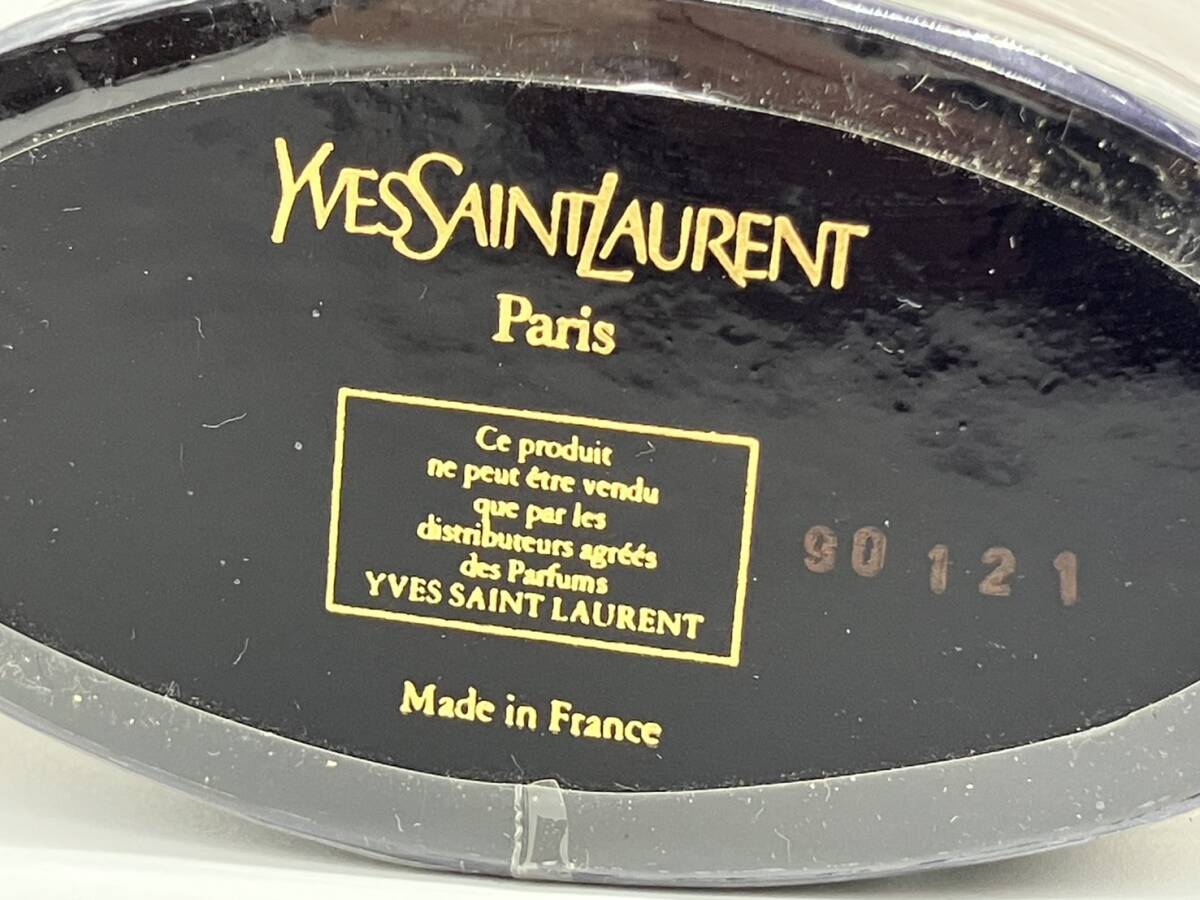 YVESSAINTLAURENT
Paris
Ce produit
ne peut être vendu
que par les
distributeurs agréés
des Parfums
YVES SAINT LAURENT
90 121
Made in France